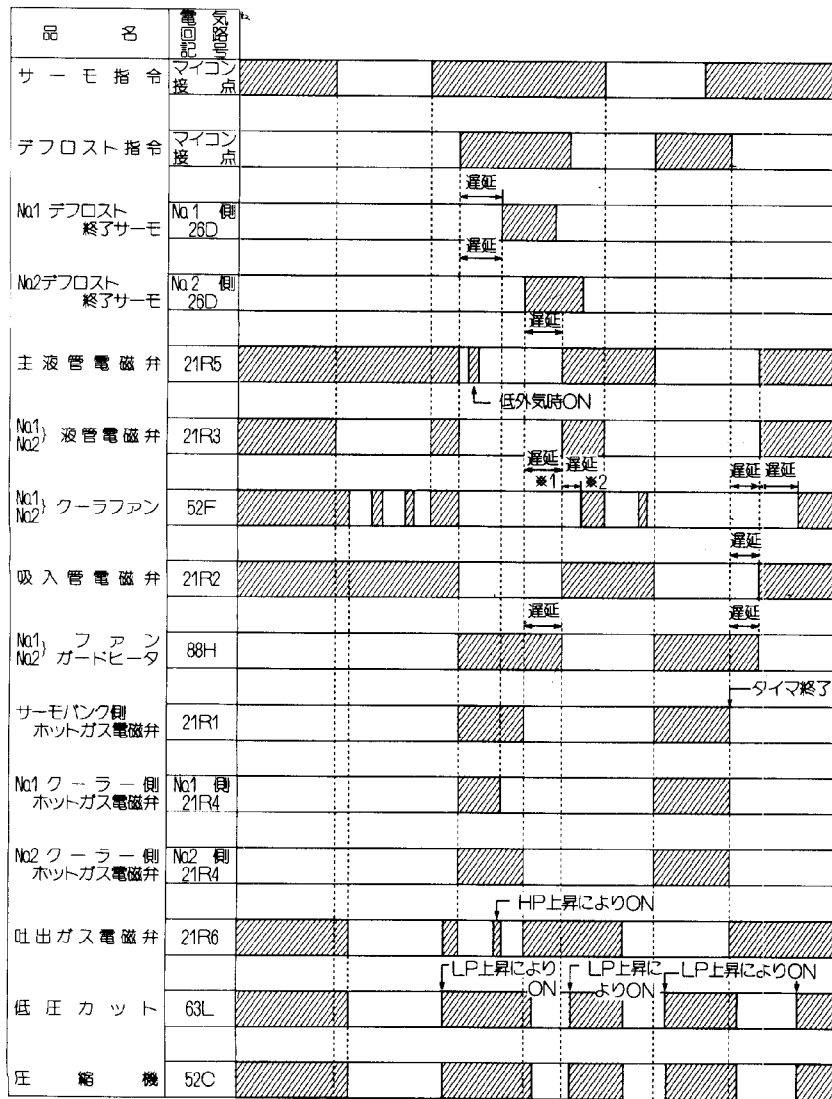 品名
電気回路記号
サーモ指令
マイコン接点
デフロスト指令
マイコン接点
遅延
No.1 デフロスト
終了サーモ
No.1 側
26D
遅延
No.2デフロスト
終了サーモ
No.2 側
26D
遅延
主液管電磁弁
21R5
低外気時ON
No.1
No.2
} 液管電磁弁
21R3
遅延
※1
遅延
※2
遅延
遅延
No.1
No.2
} クーラファン
52F
遅延
吸入管電磁弁
21R2
遅延
遅延
No.1
No.2
} ファン
ガードヒータ
88H
タイマ終了
サーモバンク側
ホットガス電磁弁
21R1
No.1 クーラー側
ホットガス電磁弁
No.1 側
21R4
No.2 クーラー側
ホットガス電磁弁
No.2 側
21R4
HP上昇によりON
吐出ガス電磁弁
21R6
LP上昇により
ON
LP上昇に
よりON
LP上昇によりON
低圧カット
63L
圧縮機
52C